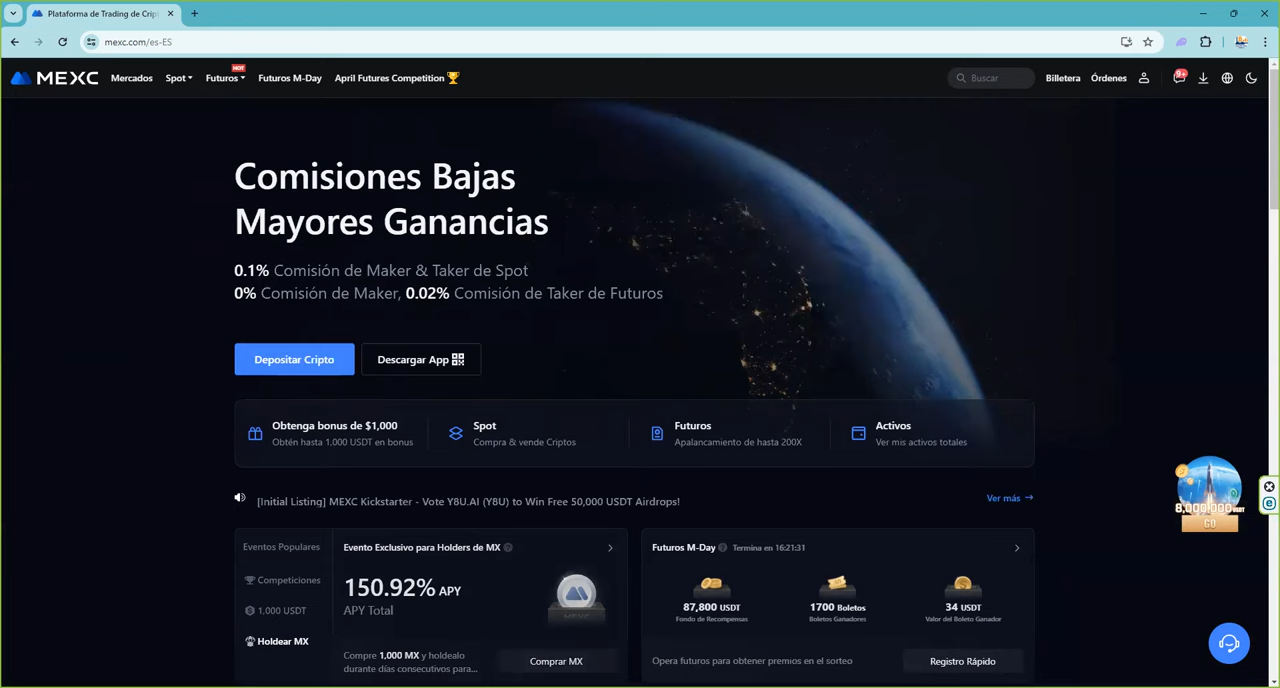 Plataforma de Trading de Crip
mexc.com/es-ES
MEXC
Mercados
Spot
Futuros
HOT
Futuros M-Day
April Futures Competition
Buscar
Billetera
Órdenes
9+
Comisiones Bajas
Mayores Ganancias
0.1% Comisión de Maker & Taker de Spot
0% Comisión de Maker, 0.02% Comisión de Taker de Futuros
Depositar Cripto
Descargar App
Obtenga bonus de $1,000
Obtén hasta 1.000 USDT en bonus
Spot
Compra & vende Criptos
Futuros
Apalancamiento de hasta 200X
Activos
Ver mis activos totales
[Initial Listing] MEXC Kickstarter - Vote Y8U.AI (Y8U) to Win Free 50,000 USDT Airdrops!
Ver más
8,000,000 USDT
GO
Eventos Populares
Competiciones
1,000 USDT
Holdear MX
Evento Exclusivo para Holders de MX
150.92% APY
APY Total
MEXC
Compre 1,000 MX y holdealo
durante días consecutivos para...
Comprar MX
Futuros M-Day
Termina en 16:21:31
87,800 USDT
Fondo de Recompensas
1700 Boletos
Boletos Ganadores
34 USDT
Valor del Boleto Ganador
Opera futuros para obtener premios en el sorteo
Registro Rápido